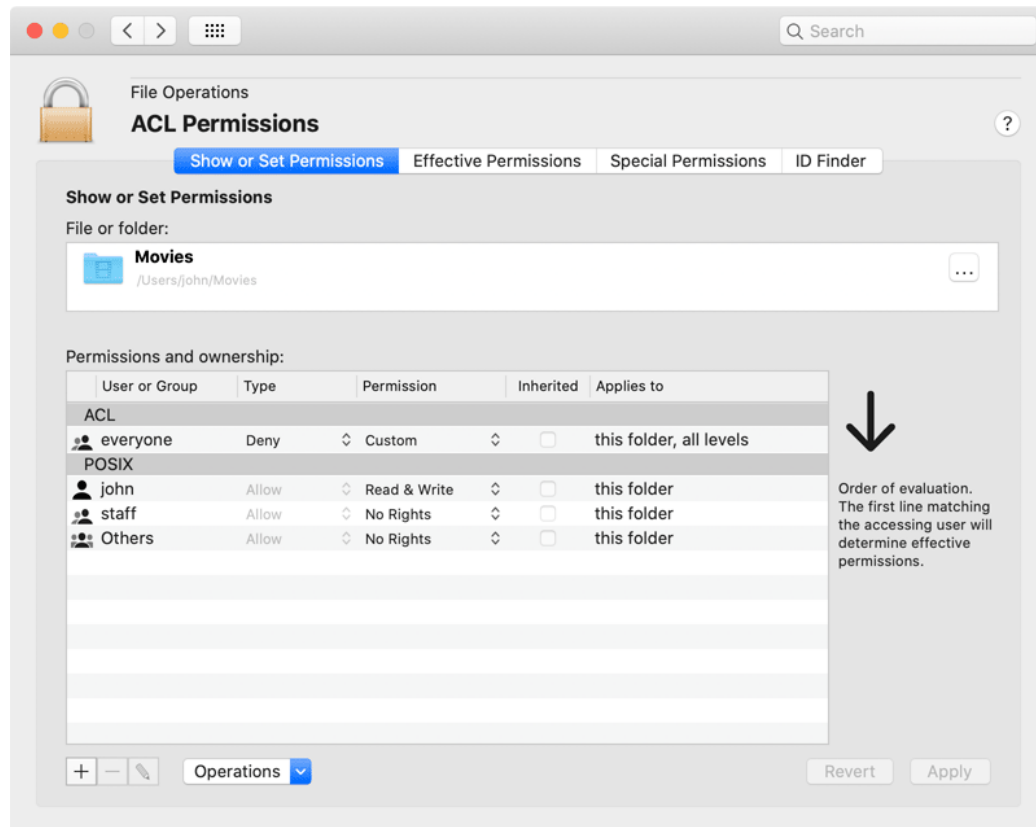 Search
File Operations
ACL Permissions
?
Show or Set Permissions Effective Permissions Special Permissions ID Finder
Show or Set Permissions
File or folder:
Movies
/Users/john/Movies
...
Permissions and ownership:
User or Group Type Permission Inherited Applies to
ACL
everyone Deny Custom this folder, all levels
POSIX
john Allow Read & Write this folder
staff Allow No Rights this folder
Others Allow No Rights this folder
Order of evaluation.
The first line matching
the accessing user will
determine effective
permissions.
Operations Revert Apply